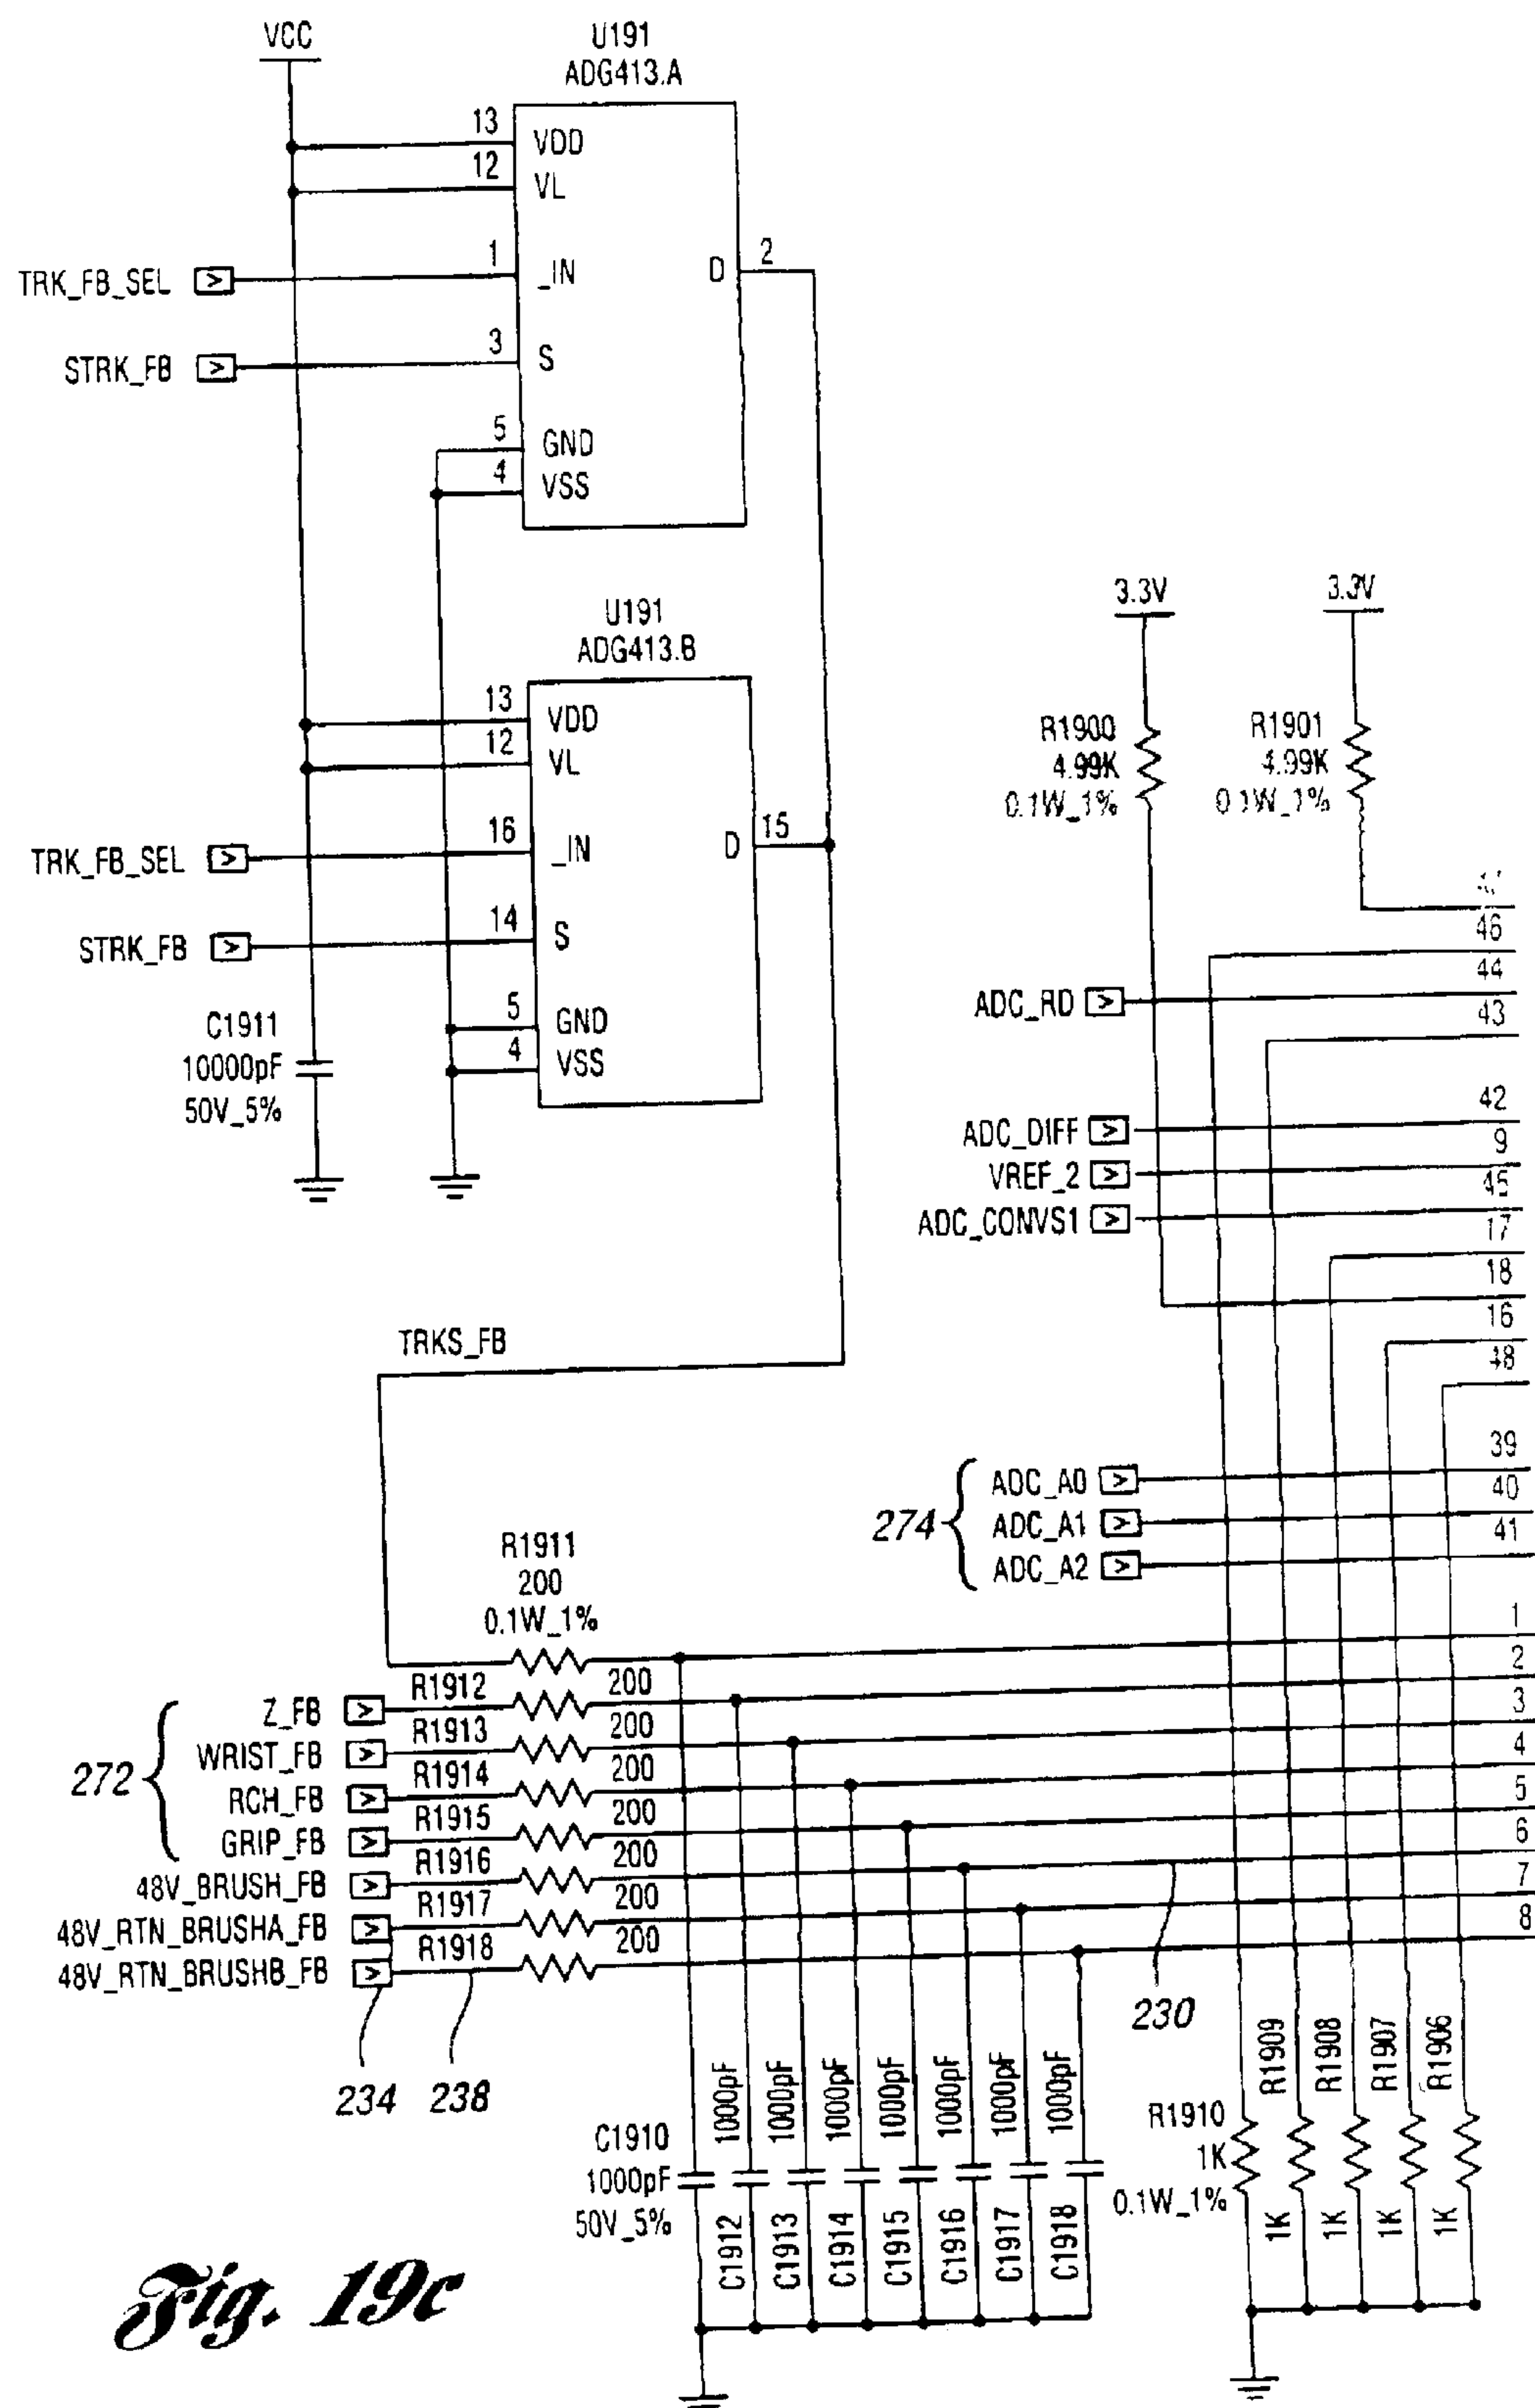 VCC
U191
ADG413.A
13
VDD
12
VL
TRK_FB_SEL
1
_IN
D
2
STRK_FB
3
S
5
GND
4
VSS
U191
ADG413.B
13
VDD
12
VL
TRK_FB_SEL
16
_IN
D
15
STRK_FB
14
S
5
GND
4
VSS
C1911
10000pF
50V_5%
3.3V
3.3V
R1900
4.99K
0.1W_1%
R1901
4.99K
0.1W_1%
46
ADC_RD
44
43
ADC_DIFF
42
VREF_2
9
ADC_CONVS1
45
17
18
16
48
274
ADC_A0
39
ADC_A1
40
ADC_A2
41
TRKS_FB
R1911
200
0.1W_1%
1
272
Z_FB
R1912
200
2
WRIST_FB
R1913
200
3
RCH_FB
R1914
200
4
GRIP_FB
R1915
200
5
48V_BRUSH_FB
R1916
200
6
48V_RTN_BRUSHA_FB
R1917
200
7
48V_RTN_BRUSHB_FB
R1918
200
8
234
238
230
C1910
1000pF
50V_5%
1000pF
1000pF
1000pF
1000pF
1000pF
1000pF
1000pF
C1912
C1913
C1914
C1915
C1916
C1917
C1918
R1910
1K
0.1W_1%
R1909
R1908
R1907
R1906
1K
1K
1K
1K
Fig. 19c